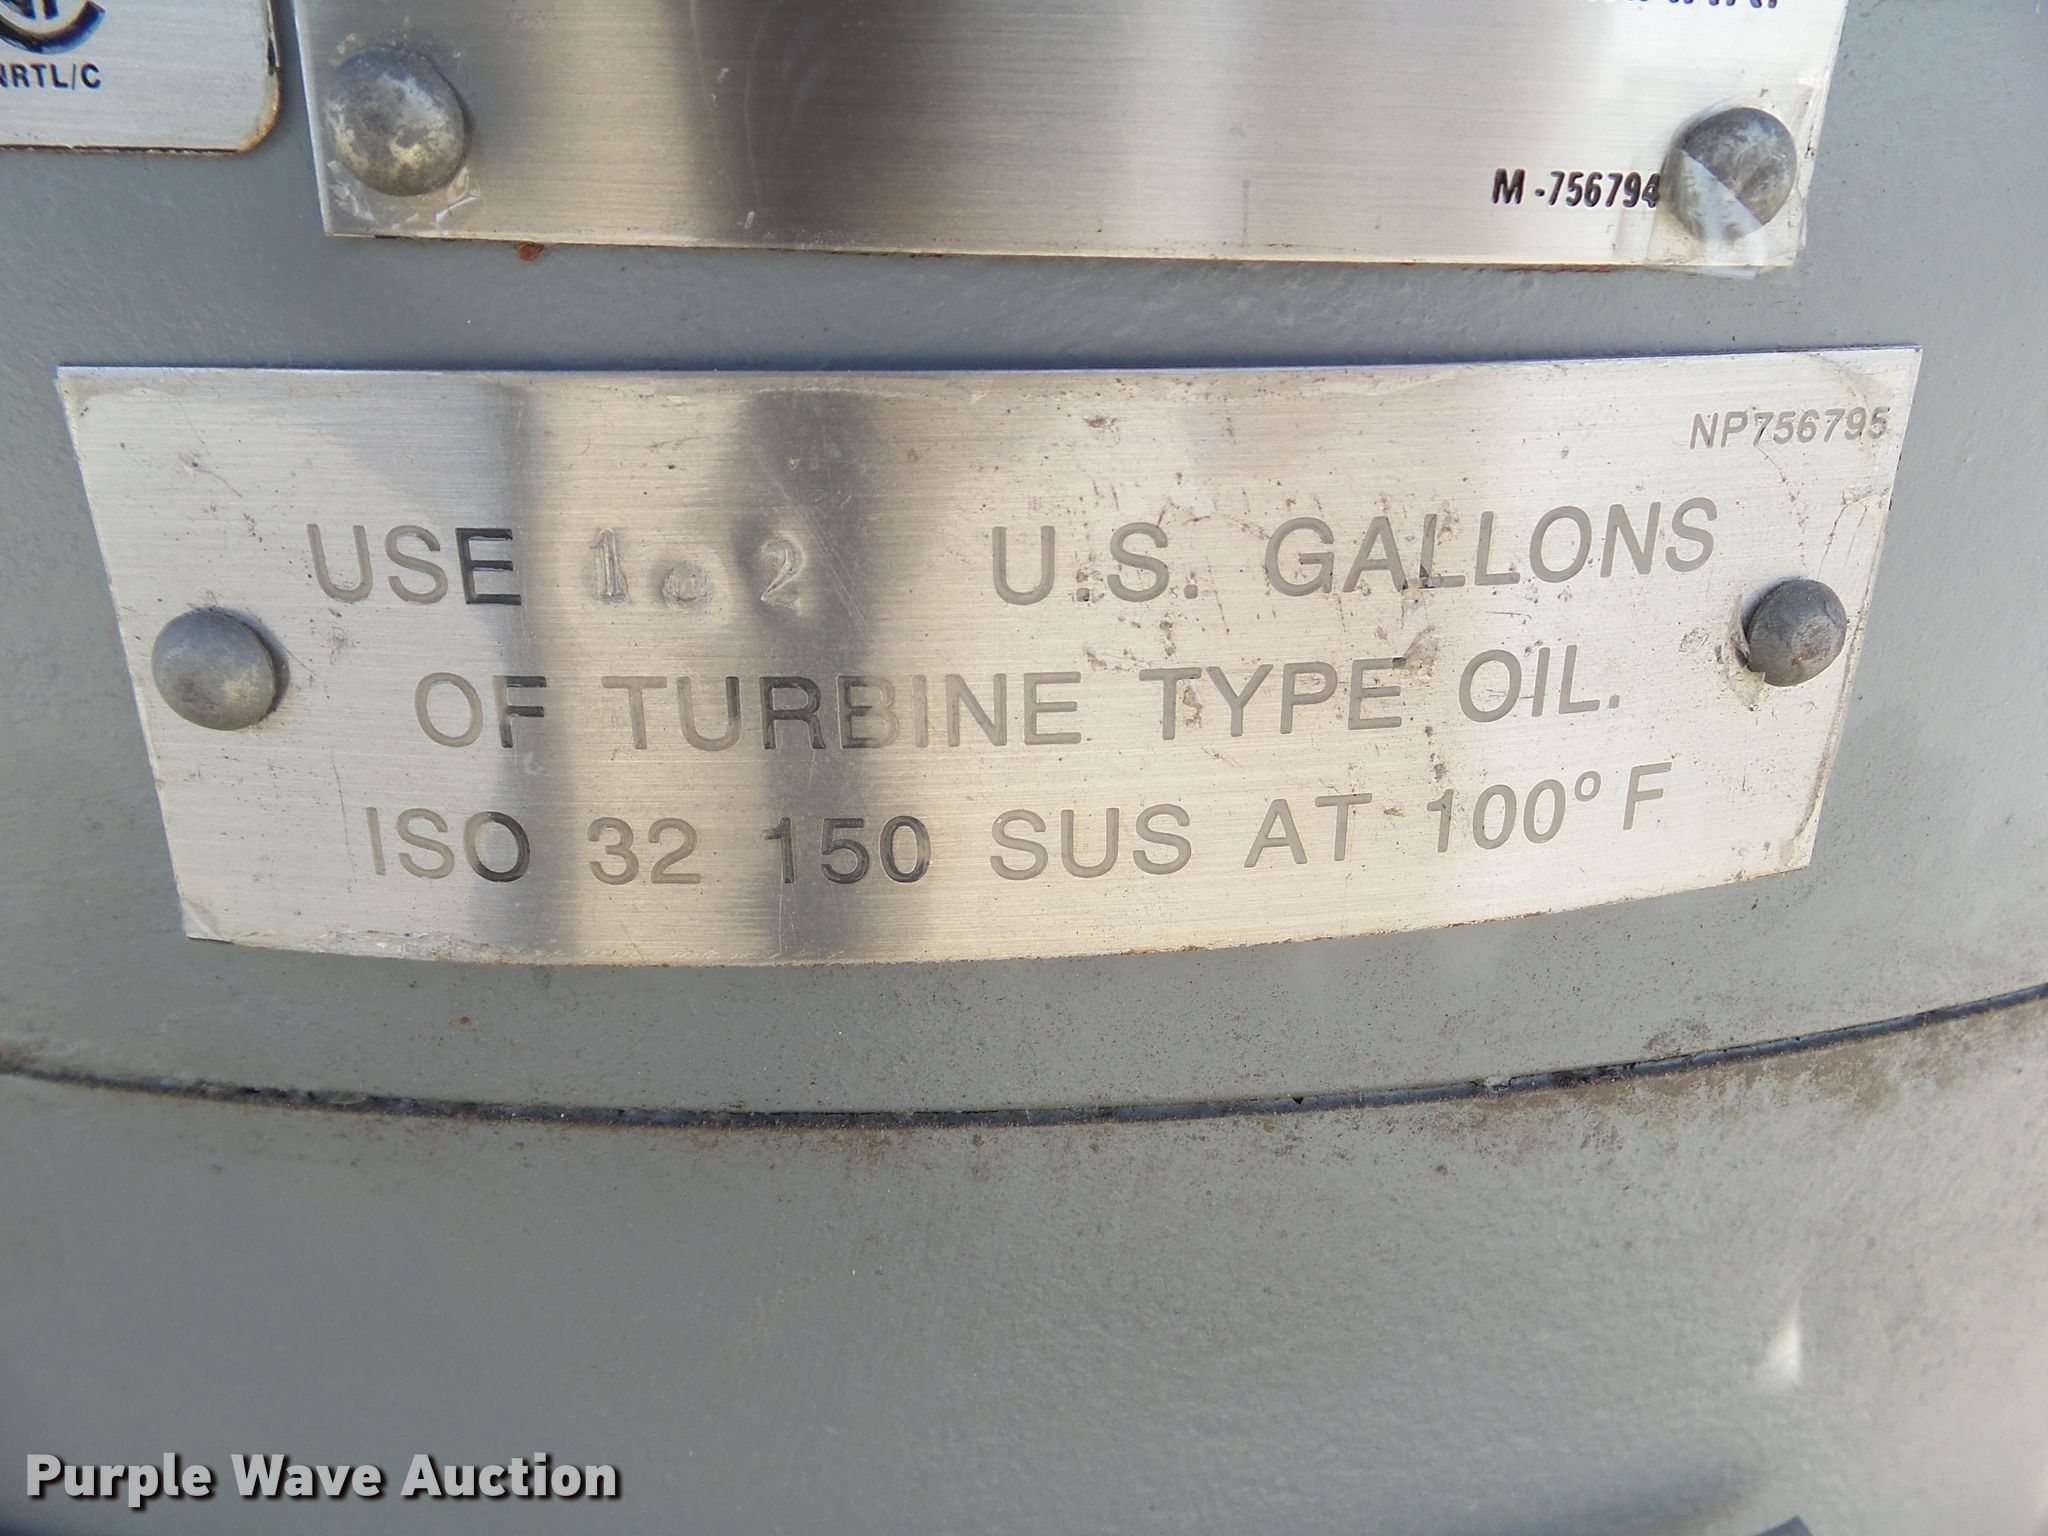 NRTL/C
M-756794
NP756795
USE 1.2 U.S. GALLONS
OF TURBINE TYPE OIL.
ISO 32 150 SUS AT 100° F
Purple Wave Auction